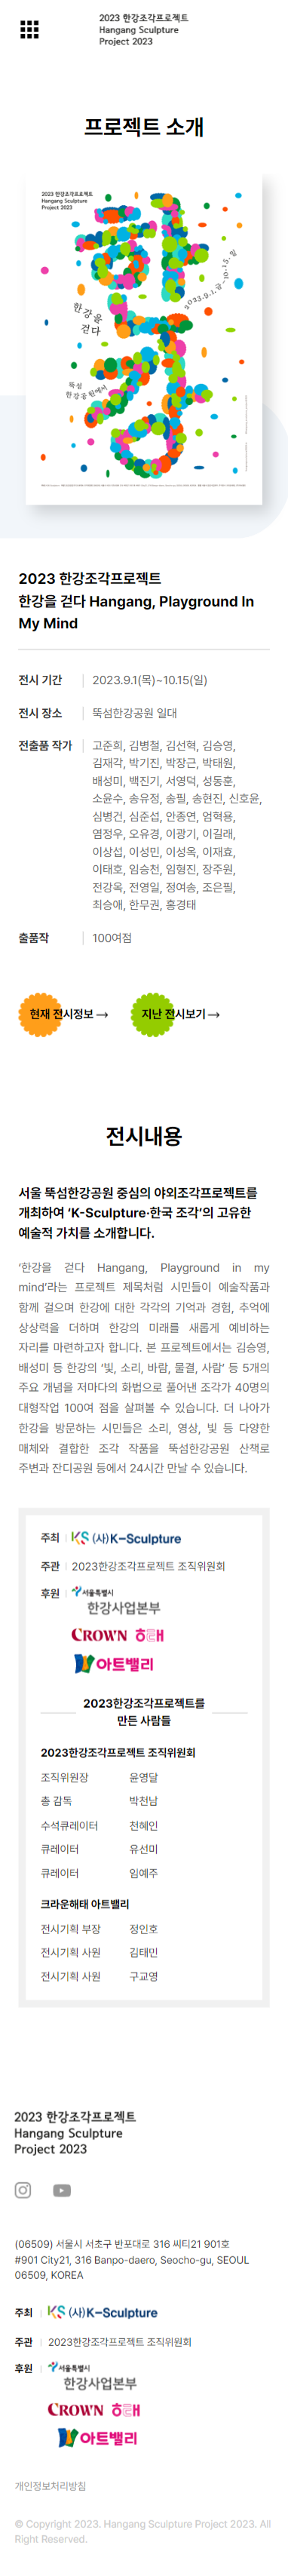 2023 한강조각프로젝트
Hangang Sculpture
Project 2023
프로젝트 소개
2023 한강조각프로젝트
Hangang Sculpture
Project 2023
한강을
걷다
2023.9.1.금-10.15.일
뚝섬
한강공원에서
2023 한강조각프로젝트
한강을 걷다 Hangang, Playground In
My Mind
전시 기간 2023.9.1(목)~10.15(일)
전시 장소 뚝섬한강공원 일대
전출품 작가 고준희, 김병철, 김선혁, 김승영,
김재각, 박기진, 박장근, 박태원,
배성미, 백진기, 서영덕, 성동훈,
소윤수, 송유정, 송필, 송현진, 신호윤,
심병건, 심준섭, 안종연, 엄혁용,
염정우, 오유경, 이광기, 이길래,
이상섭, 이성민, 이성옥, 이재효,
이태호, 임승천, 임형진, 장주원,
전강옥, 전영일, 정여송, 조은필,
최승애, 한무권, 홍경태
출품작 100여점
현재 전시정보 →
지난 전시보기 →
전시내용
서울 뚝섬한강공원 중심의 야외조각프로젝트를
개최하여 ‘K-Sculpture·한국 조각’의 고유한
예술적 가치를 소개합니다.
‘한강을 걷다 Hangang, Playground in my
mind’라는 프로젝트 제목처럼 시민들이 예술작품과
함께 걸으며 한강에 대한 각각의 기억과 경험, 추억에
상상력을 더하며 한강의 미래를 새롭게 예비하는
자리를 마련하고자 합니다. 본 프로젝트에서는 김승영,
배성미 등 한강의 ‘빛, 소리, 바람, 물결, 사람’ 등 5개의
주요 개념을 저마다의 화법으로 풀어낸 조각가 40명의
대형작업 100여 점을 살펴볼 수 있습니다. 더 나아가
한강을 방문하는 시민들은 소리, 영상, 빛 등 다양한
매체와 결합한 조각 작품을 뚝섬한강공원 산책로
주변과 잔디공원 등에서 24시간 만날 수 있습니다.
주최 KS (사)K-Sculpture
주관 2023한강조각프로젝트 조직위원회
후원 서울특별시
한강사업본부
CROWN 해태
아트밸리
2023한강조각프로젝트를
만든 사람들
2023한강조각프로젝트 조직위원회
조직위원장 윤영달
총 감독 박천남
수석큐레이터 천혜인
큐레이터 유선미
큐레이터 임예주
크라운해태 아트밸리
전시기획 부장 정인호
전시기획 사원 김태민
전시기획 사원 구교영
2023 한강조각프로젝트
Hangang Sculpture
Project 2023
(06509) 서울시 서초구 반포대로 316 씨티21 901호
#901 City21, 316 Banpo-daero, Seocho-gu, SEOUL
06509, KOREA
주최 KS (사)K-Sculpture
주관 2023한강조각프로젝트 조직위원회
후원 서울특별시
한강사업본부
CROWN 해태
아트밸리
개인정보처리방침
© Copyright 2023. Hangang Sculpture Project 2023. All
Right Reserved.